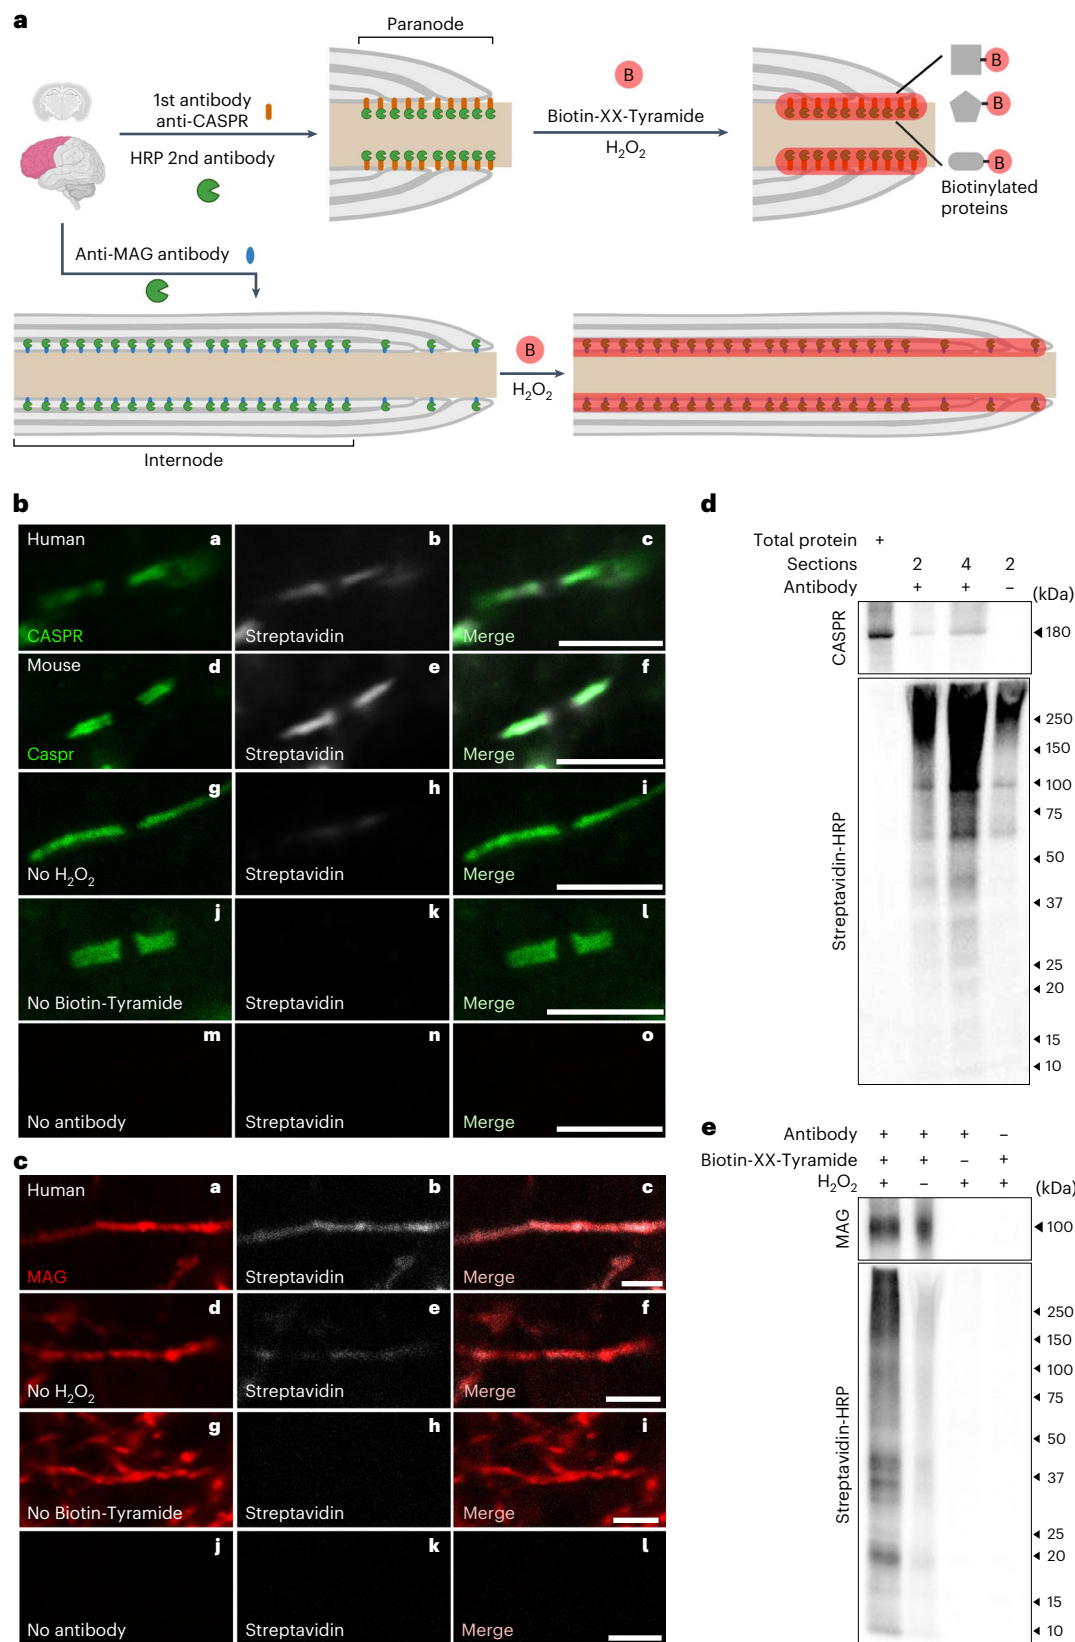 a
Paranode
1st antibody
anti-CASPR
HRP 2nd antibody
B
Biotin-XX-Tyramide
H2O2
B
B
B
Biotinylated
proteins
Anti-MAG antibody
B
H2O2
Internode
b
Human a
CASPR
b
Streptavidin
c
Merge
Mouse d
Caspr
e
Streptavidin
f
Merge
g
No H2O2
h
Streptavidin
i
Merge
j
No Biotin-Tyramide
k
Streptavidin
l
Merge
m
No antibody
n
Streptavidin
o
Merge
c
Human a
MAG
b
Streptavidin
c
Merge
d
No H2O2
e
Streptavidin
f
Merge
g
No Biotin-Tyramide
h
Streptavidin
i
Merge
j
No antibody
k
Streptavidin
l
Merge
d
Total protein +
Sections 2 4 2
Antibody + + −
(kDa)
CASPR
180
Streptavidin-HRP
250
150
100
75
50
37
25
20
15
10
e
Antibody + + + −
Biotin-XX-Tyramide + + − +
H2O2 + − + +
(kDa)
MAG
100
Streptavidin-HRP
250
150
100
75
50
37
25
20
15
10